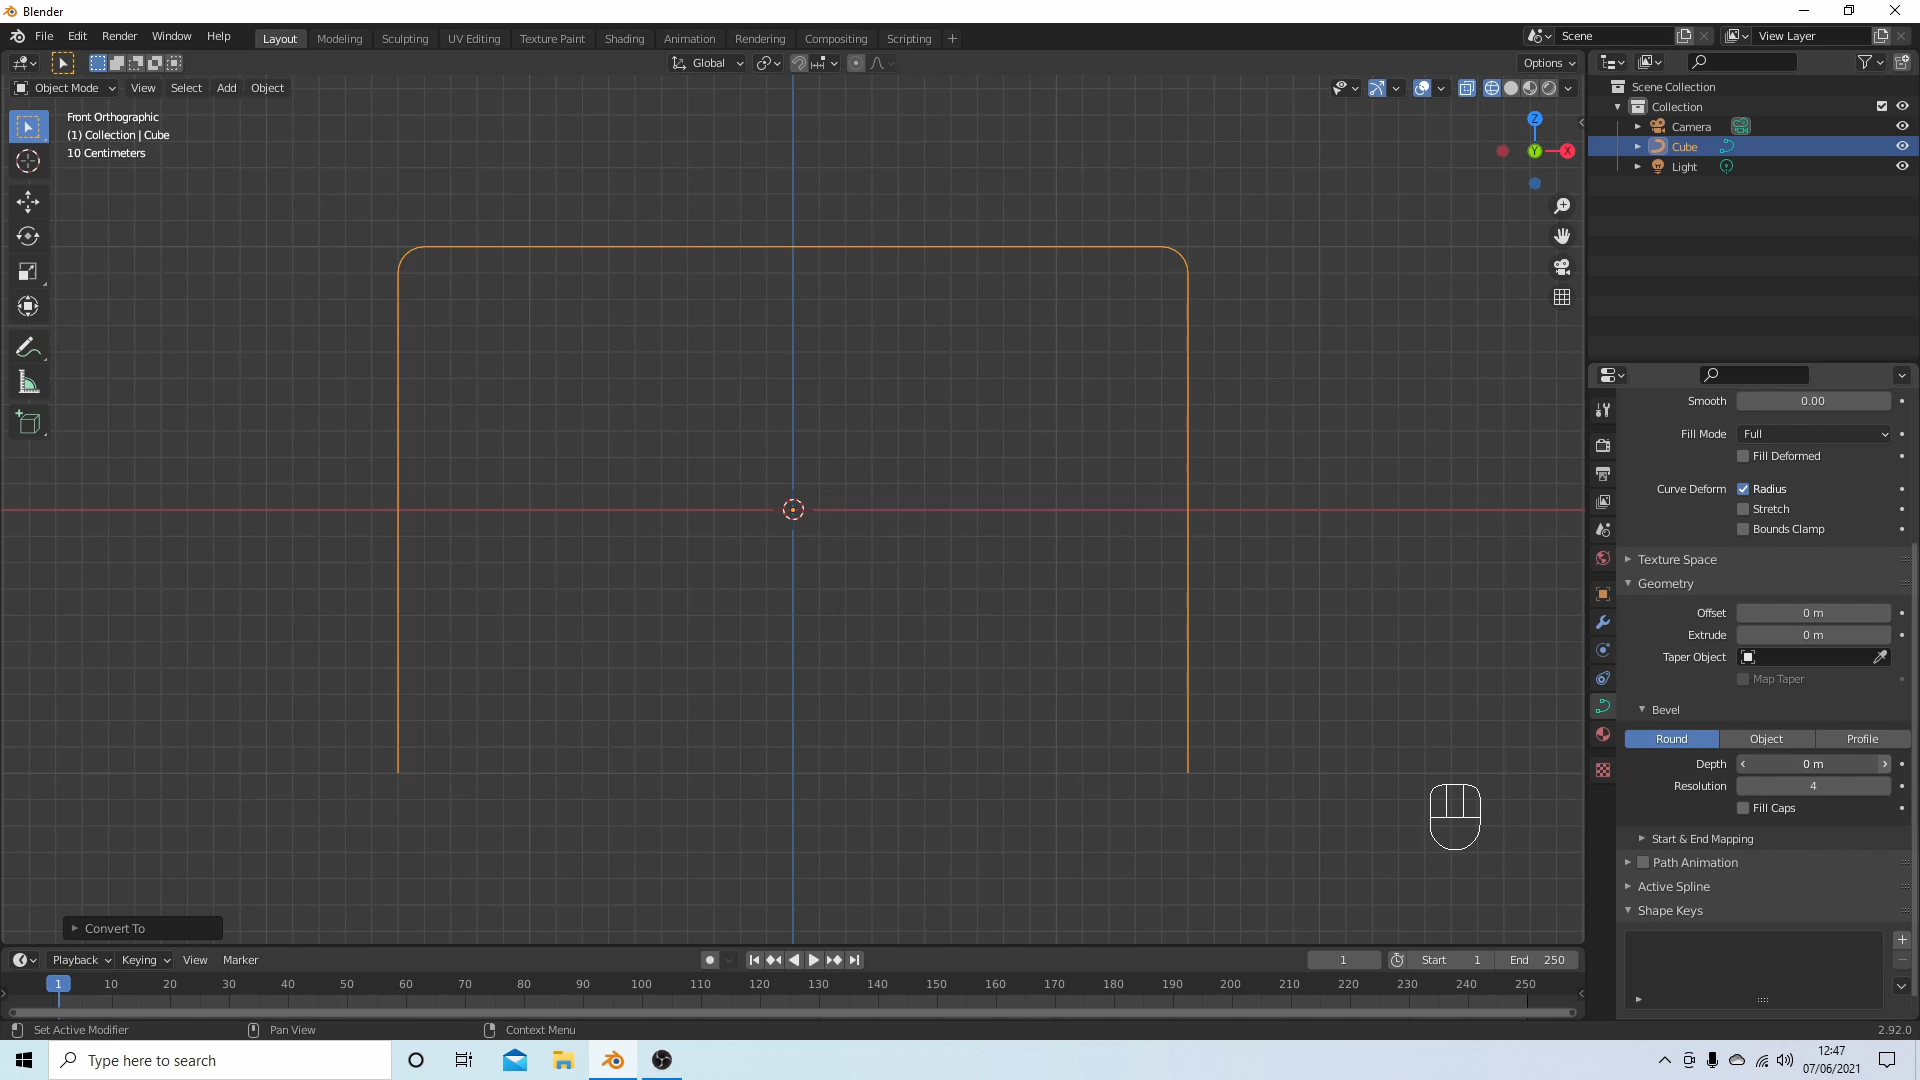 Blender
File Edit Render Window Help
Layout Modeling Sculpting UV Editing Texture Paint Shading Animation Rendering Compositing Scripting
Scene
View Layer
Global
Options
Object Mode View Select Add Object
Front Orthographic
(1) Collection | Cube
10 Centimeters
Z
Y
X
Scene Collection
Collection
Camera
Cube
Light
Smooth 0.00
Fill Mode Full
Fill Deformed
Curve Deform Radius
Stretch
Bounds Clamp
Texture Space
Geometry
Offset 0 m
Extrude 0 m
Taper Object
Map Taper
Bevel
Round Object Profile
Depth 0 m
Resolution 4
Fill Caps
Start & End Mapping
Path Animation
Active Spline
Shape Keys
Convert To
Playback Keying View Marker
1 Start 1 End 250
1 10 20 30 40 50 60 70 80 90 100 110 120 130 140 150 160 170 180 190 200 210 220 230 240 250
Set Active Modifier Pan View Context Menu
2.92.0
Type here to search
12:47
07/06/2021